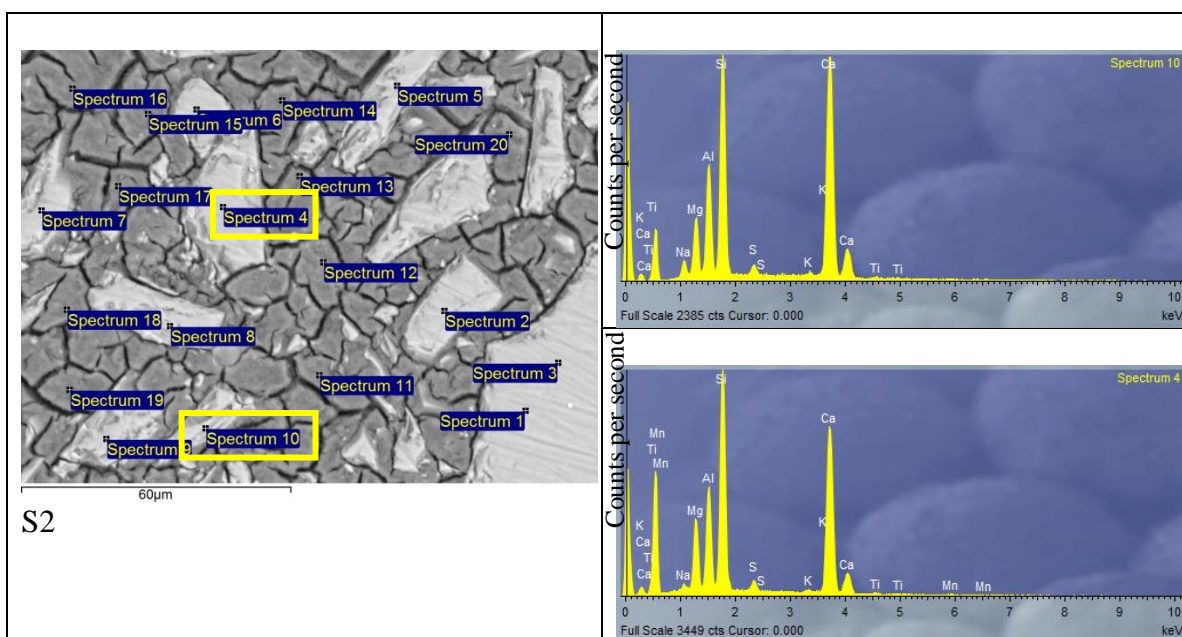 Spectrum 16
Spectrum 5
Spectrum 14
Spectrum 6
Spectrum 15
Spectrum 20
Spectrum 13
Spectrum 17
Spectrum 4
Spectrum 7
Spectrum 12
Spectrum 18
Spectrum 2
Spectrum 8
Spectrum 3
Spectrum 11
Spectrum 19
Spectrum 1
Spectrum 10
Spectrum 9
60µm
S2
Counts per second
Spectrum 10
Si
Ca
Al
K
Ti
K
Mg
Ca
Ti
Na
Ca
S
S
K
Ca
Ti
Ti
0 1 2 3 4 5 6 7 8 9 10
Full Scale 2385 cts Cursor: 0.000
keV
Counts per second
Spectrum 4
Si
Ca
Mn
Ti
Mn
Al
Mg
K
K
Ca
Ti
Ca
Na
S
S
K
Ca
Ti
Ti
Mn
Mn
0 1 2 3 4 5 6 7 8 9 10
Full Scale 3449 cts Cursor: 0.000
keV